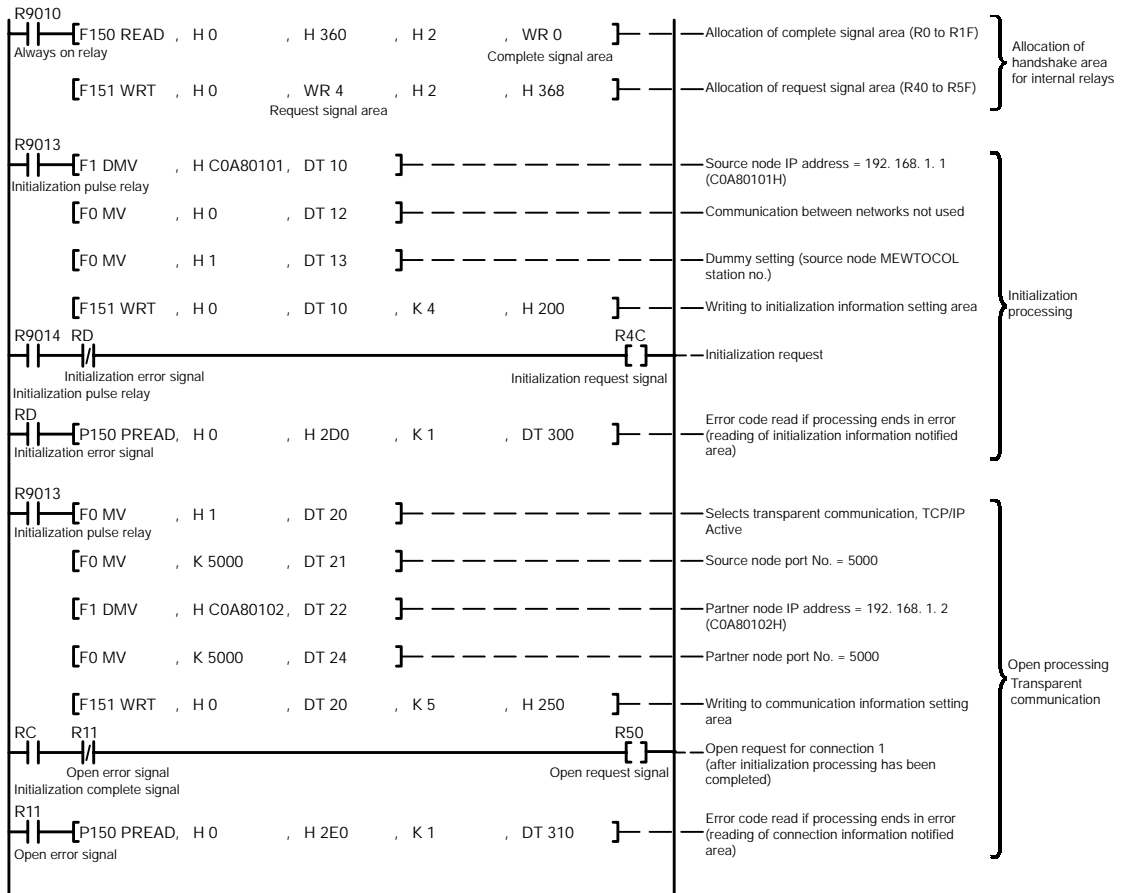 R9010
F150 READ , H 0 , H 360 , H 2 , WR 0
Allocation of complete signal area (R0 to R1F)
Always on relay
Complete signal area
Allocation of
handshake area
for internal relays
F151 WRT , H 0 , WR 4 , H 2 , H 368
Allocation of request signal area (R40 to R5F)
Request signal area
R9013
F1 DMV , H C0A80101 , DT 10
Source node IP address = 192. 168. 1. 1
(C0A80101H)
Initialization pulse relay
F0 MV , H 0 , DT 12
Communication between networks not used
F0 MV , H 1 , DT 13
Dummy setting (source node MEWTOCOL
station no.)
F151 WRT , H 0 , DT 10 , K 4 , H 200
Writing to initialization information setting area
Initialization
processing
R9014 RD R4C
Initialization request
Initialization error signal
Initialization request signal
Initialization pulse relay
RD
P150 PREAD, H 0 , H 2D0 , K 1 , DT 300
Error code read if processing ends in error
(reading of initialization information notified
area)
Initialization error signal
R9013
F0 MV , H 1 , DT 20
Selects transparent communication, TCP/IP
Active
Initialization pulse relay
F0 MV , K 5000 , DT 21
Source node port No. = 5000
F1 DMV , H C0A80102 , DT 22
Partner node IP address = 192. 168. 1. 2
(C0A80102H)
F0 MV , K 5000 , DT 24
Partner node port No. = 5000
Open processing
Transparent
communication
F151 WRT , H 0 , DT 20 , K 5 , H 250
Writing to communication information setting
area
RC R11 R50
Open request for connection 1
(after initialization processing has been
completed)
Open error signal
Open request signal
Initialization complete signal
R11
P150 PREAD, H 0 , H 2E0 , K 1 , DT 310
Error code read if processing ends in error
(reading of connection information notified
area)
Open error signal